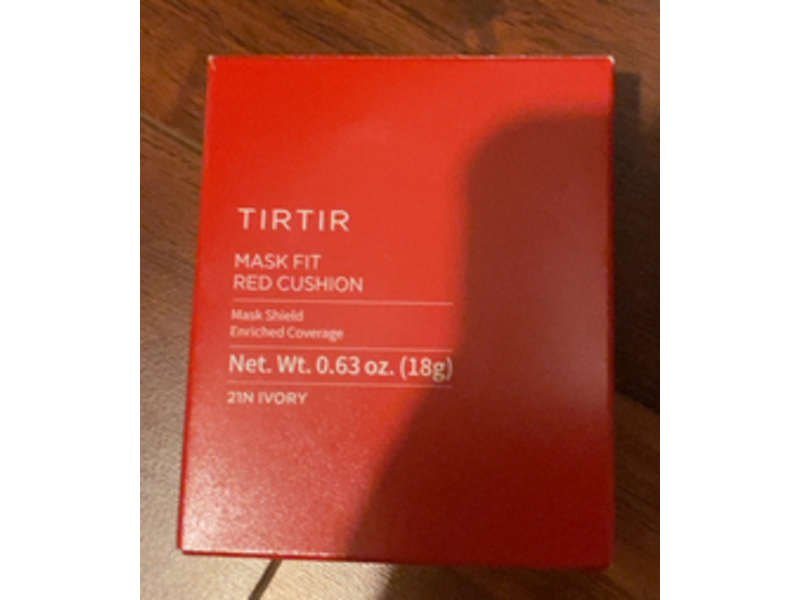 TIRTIR
MASK FIT
RED CUSHION
Mask Shield
Enriched Coverage
Net. Wt. 0.63 oz. (18g)
21N IVORY